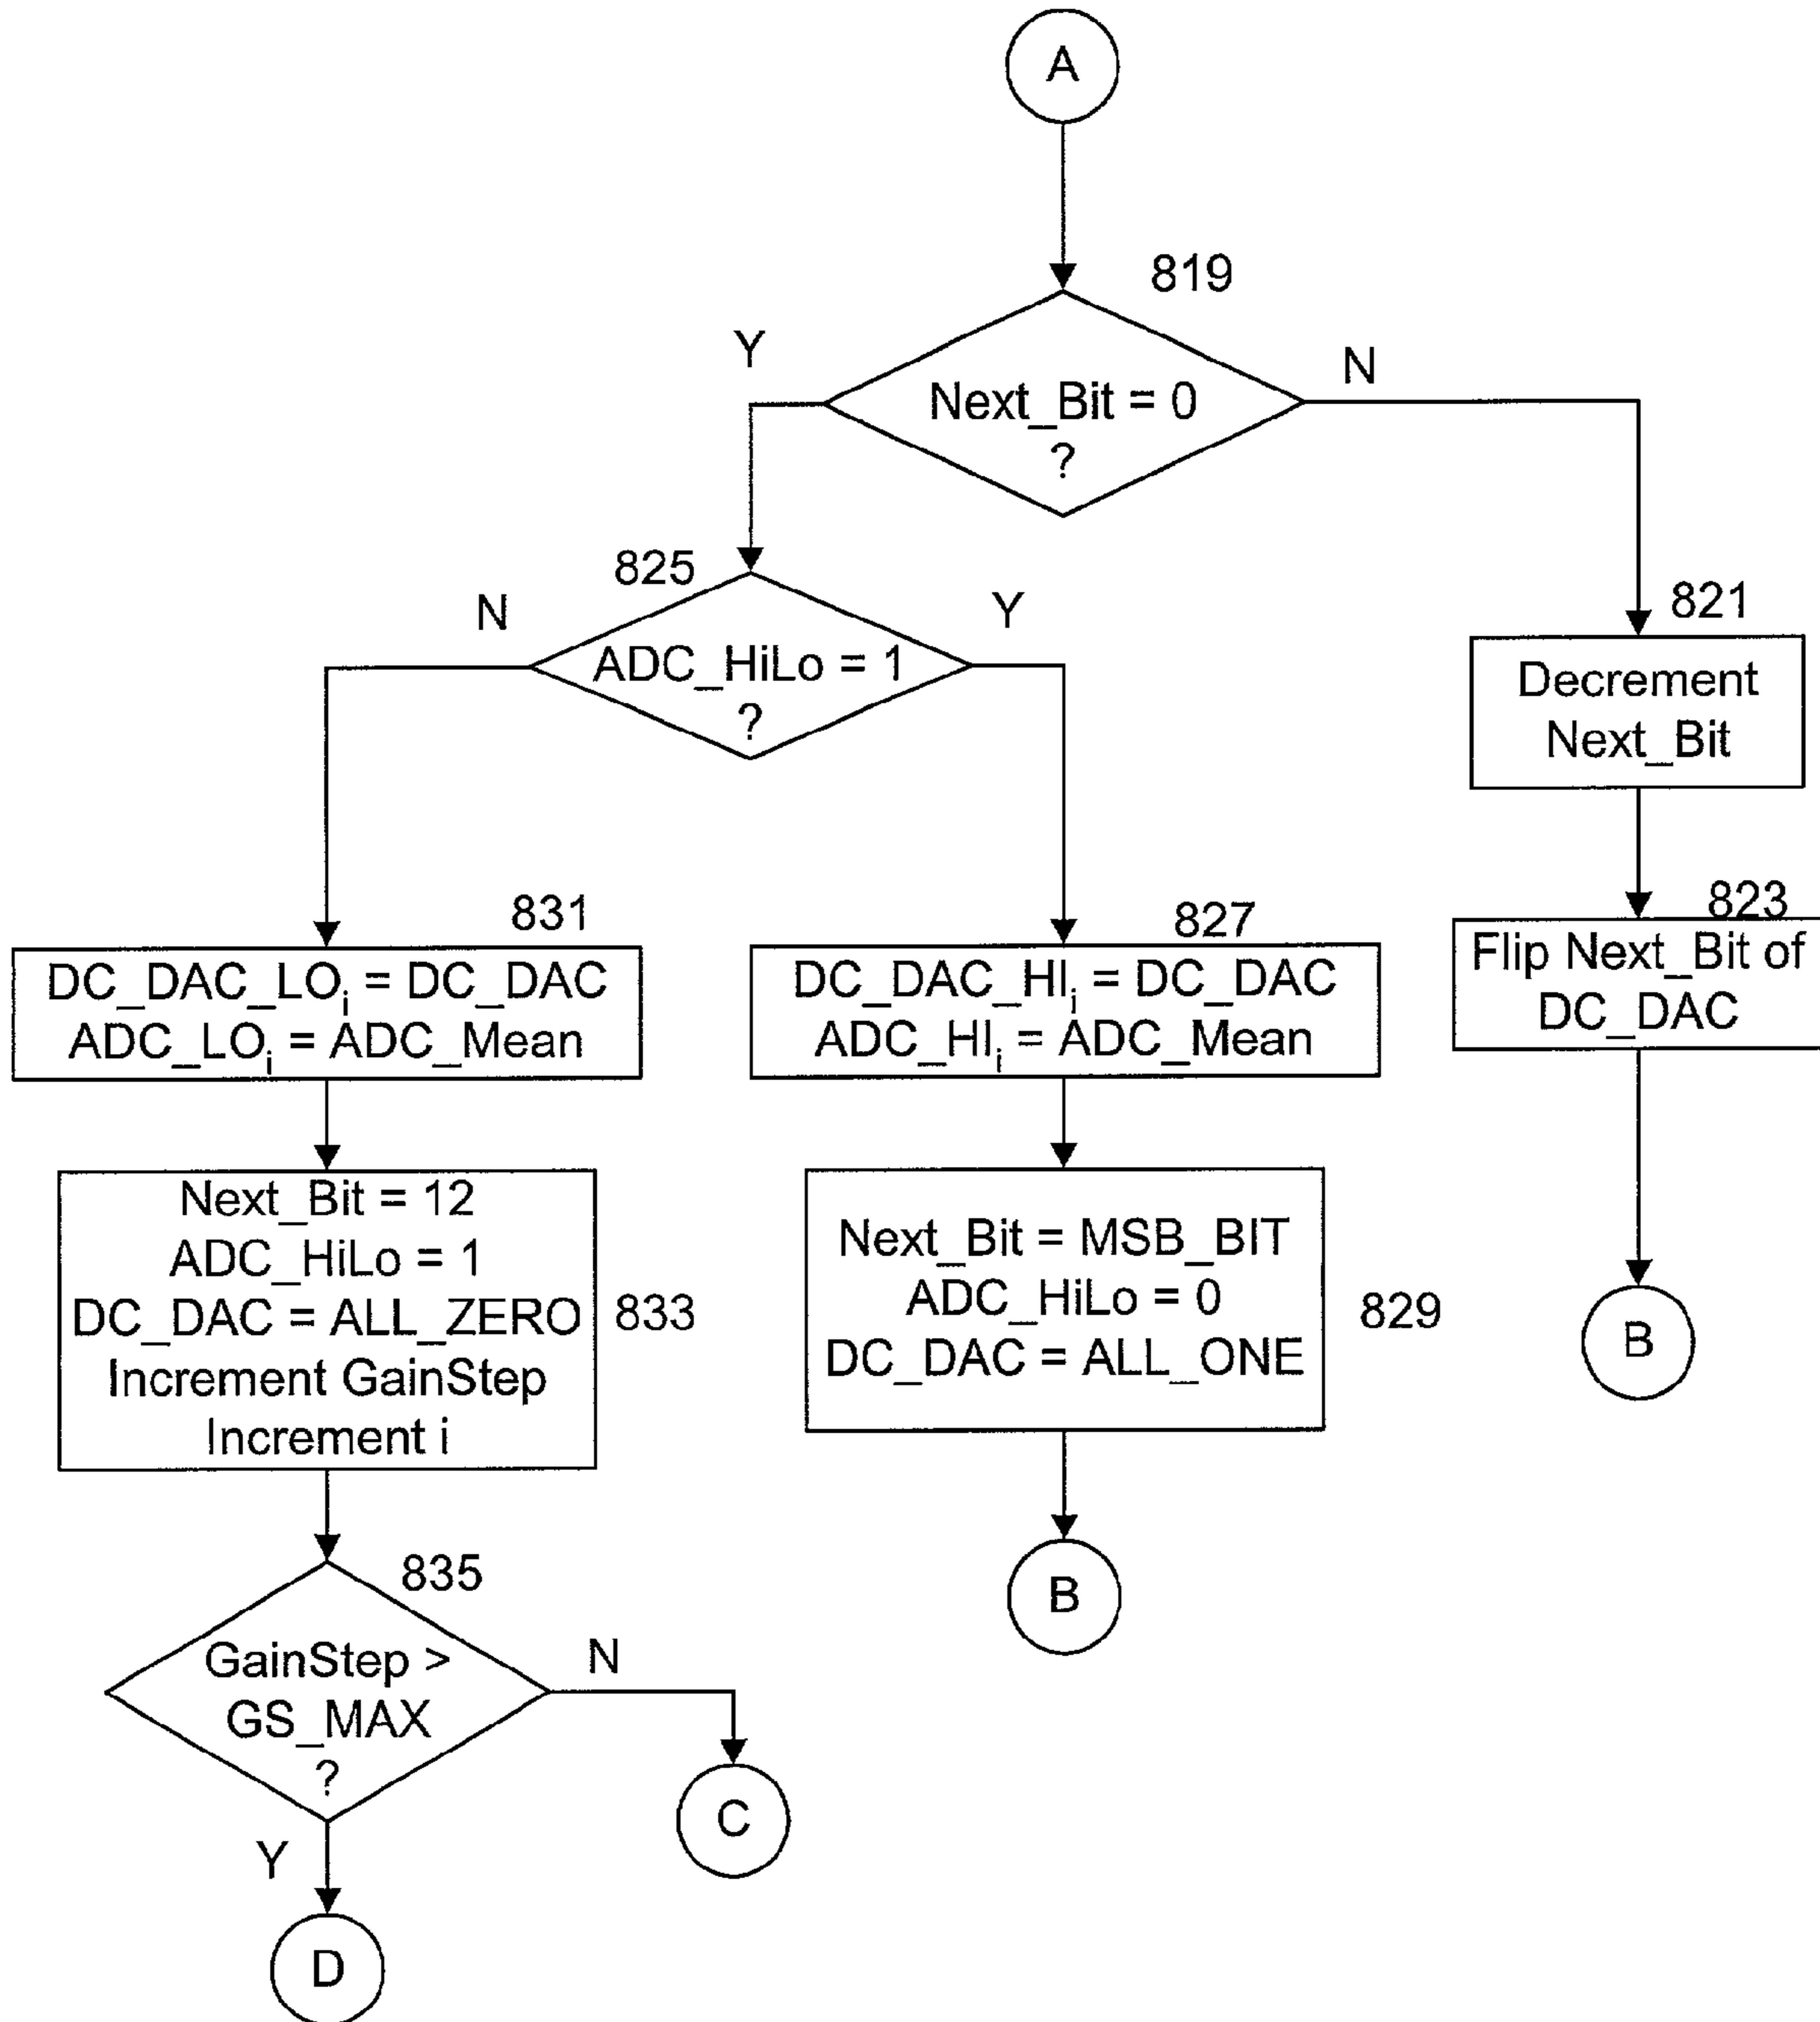 A
819
Y
N
Next_Bit = 0
?
825
N
Y
821
ADC_HiLo = 1
?
Decrement
Next_Bit
831
827
823
DC_DAC_LOi = DC_DAC
ADC_LOi = ADC_Mean
DC_DAC_HIi = DC_DAC
ADC_HIi = ADC_Mean
Flip Next_Bit of
DC_DAC
Next_Bit = 12
ADC_HiLo = 1
DC_DAC = ALL_ZERO
Increment GainStep
Increment i
833
Next_Bit = MSB_BIT
ADC_HiLo = 0
DC_DAC = ALL_ONE
829
B
835
B
GainStep >
GS_MAX
?
N
C
Y
D